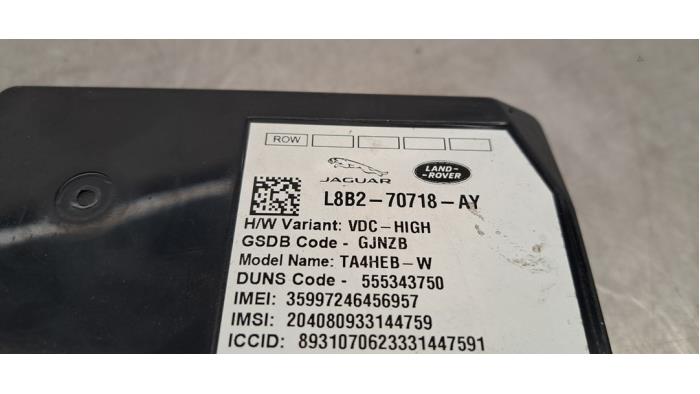 ROW
JAGUAR
LAND-
ROVER
L8B2-70718-AY
H/W Variant: VDC-HIGH
GSDB Code - GJNZB
Model Name: TA4HEB-W
DUNS Code - 555343750
IMEI: 35997246456957
IMSI: 204080933144759
ICCID: 8931070623331447591